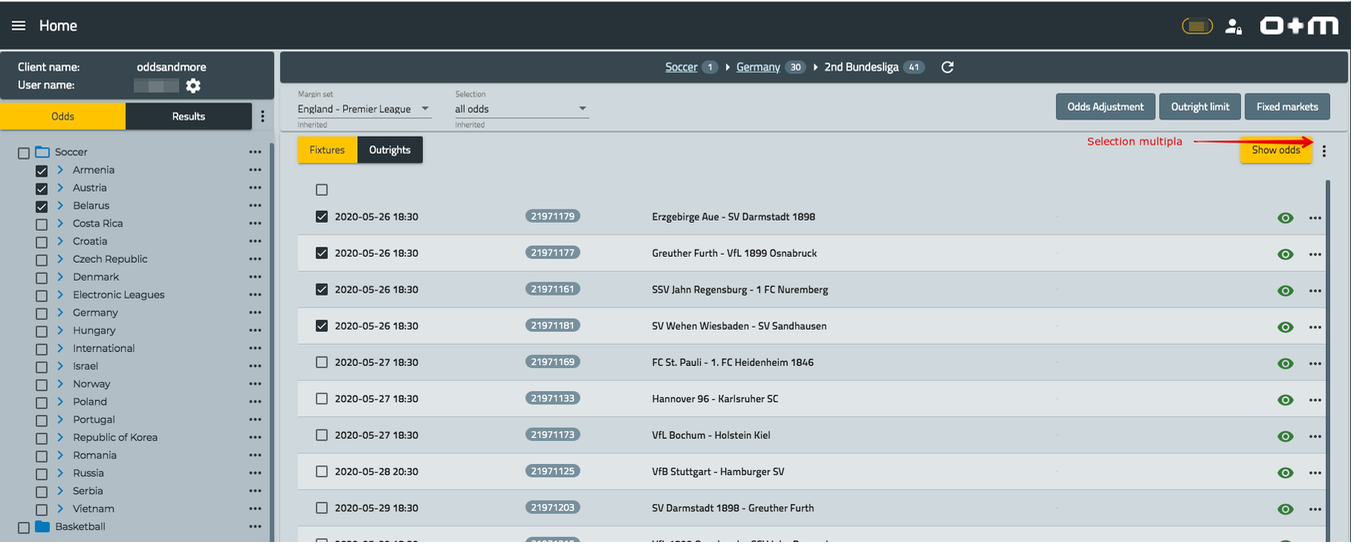 Home
o+m
Client name: oddsandmore
User name:
Odds Results
Soccer
Armenia
Austria
Belarus
Costa Rica
Croatia
Czech Republic
Denmark
Electronic Leagues
Germany
Hungary
International
Israel
Norway
Poland
Portugal
Republic of Korea
Romania
Russia
Serbia
Vietnam
Basketball
Soccer 1 Germany 30 2nd Bundesliga 41
Margin set Selection
England - Premier League all odds
Inherited Inherited
Odds Adjustment Outright limit Fixed markets
Selection multipla
Fixtures Outrights Show odds
2020-05-26 18:30 21971179 Erzgebirge Aue - SV Darmstadt 1898
2020-05-26 18:30 21971177 Greuther Furth - VfL 1899 Osnabruck
2020-05-26 18:30 21971161 SSV Jahn Regensburg - 1 FC Nuremberg
2020-05-26 18:30 21971181 SV Wehen Wiesbaden - SV Sandhausen
2020-05-27 18:30 21971169 FC St. Pauli - 1. FC Heidenheim 1846
2020-05-27 18:30 21971133 Hannover 96 - Karlsruher SC
2020-05-27 18:30 21971173 VfL Bochum - Holstein Kiel
2020-05-28 20:30 21971125 VfB Stuttgart - Hamburger SV
2020-05-29 18:30 21971203 SV Darmstadt 1898 - Greuther Furth